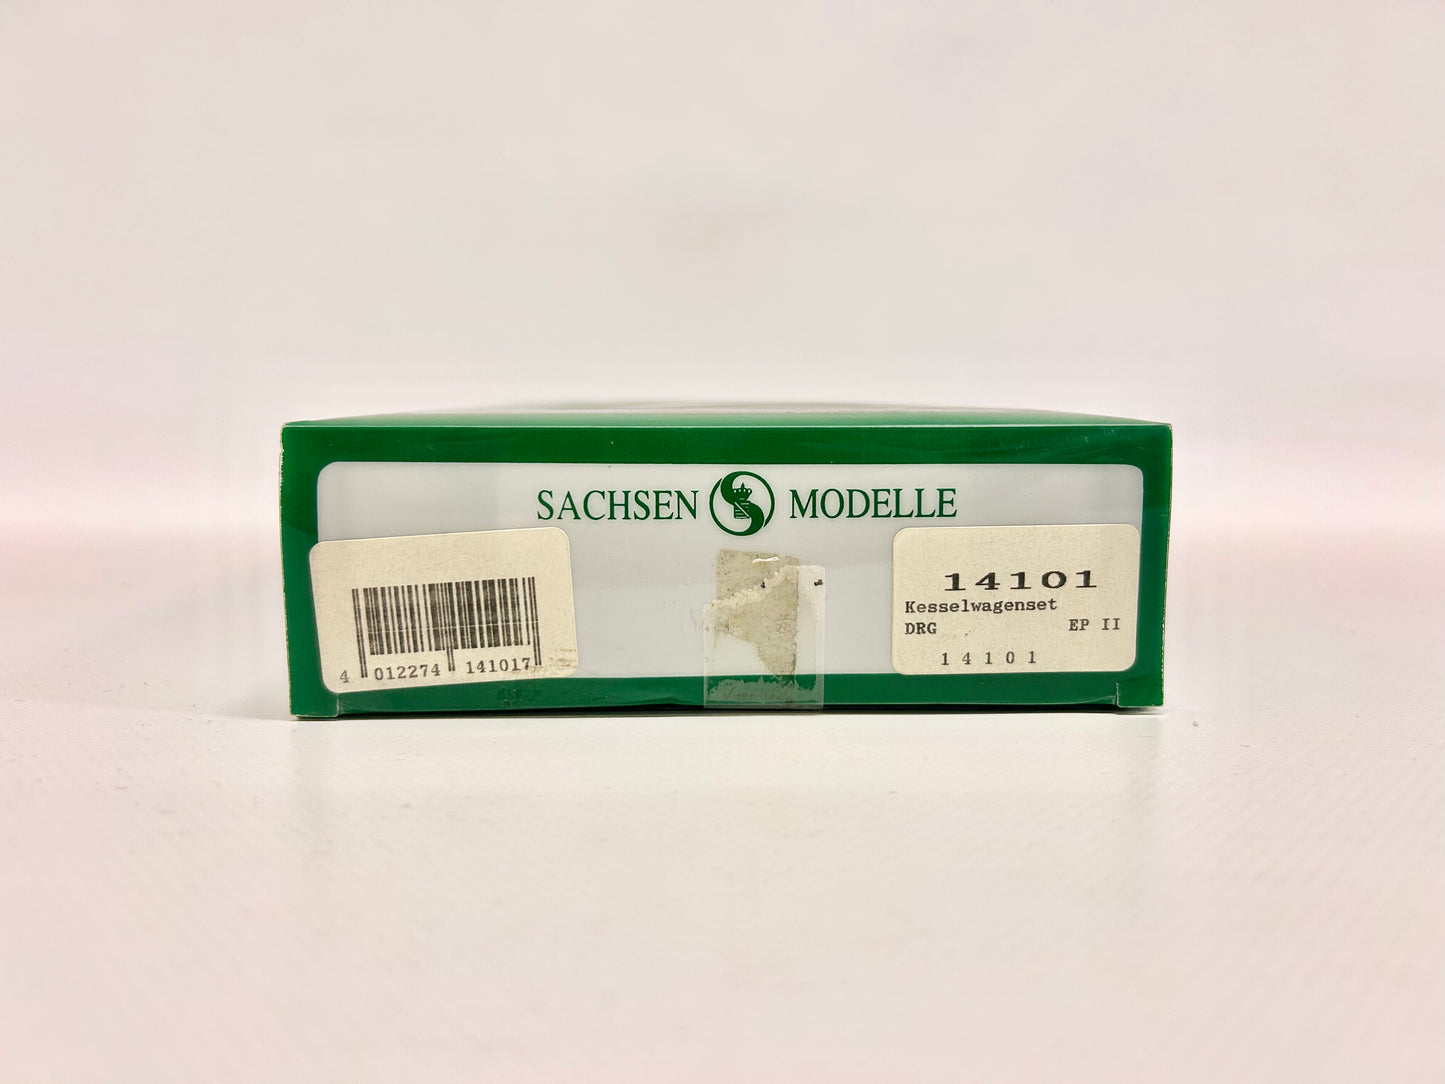 SACHSEN MODELLE
4 012274 141017
14101
Kesselwagenset
DRG EP II
14101